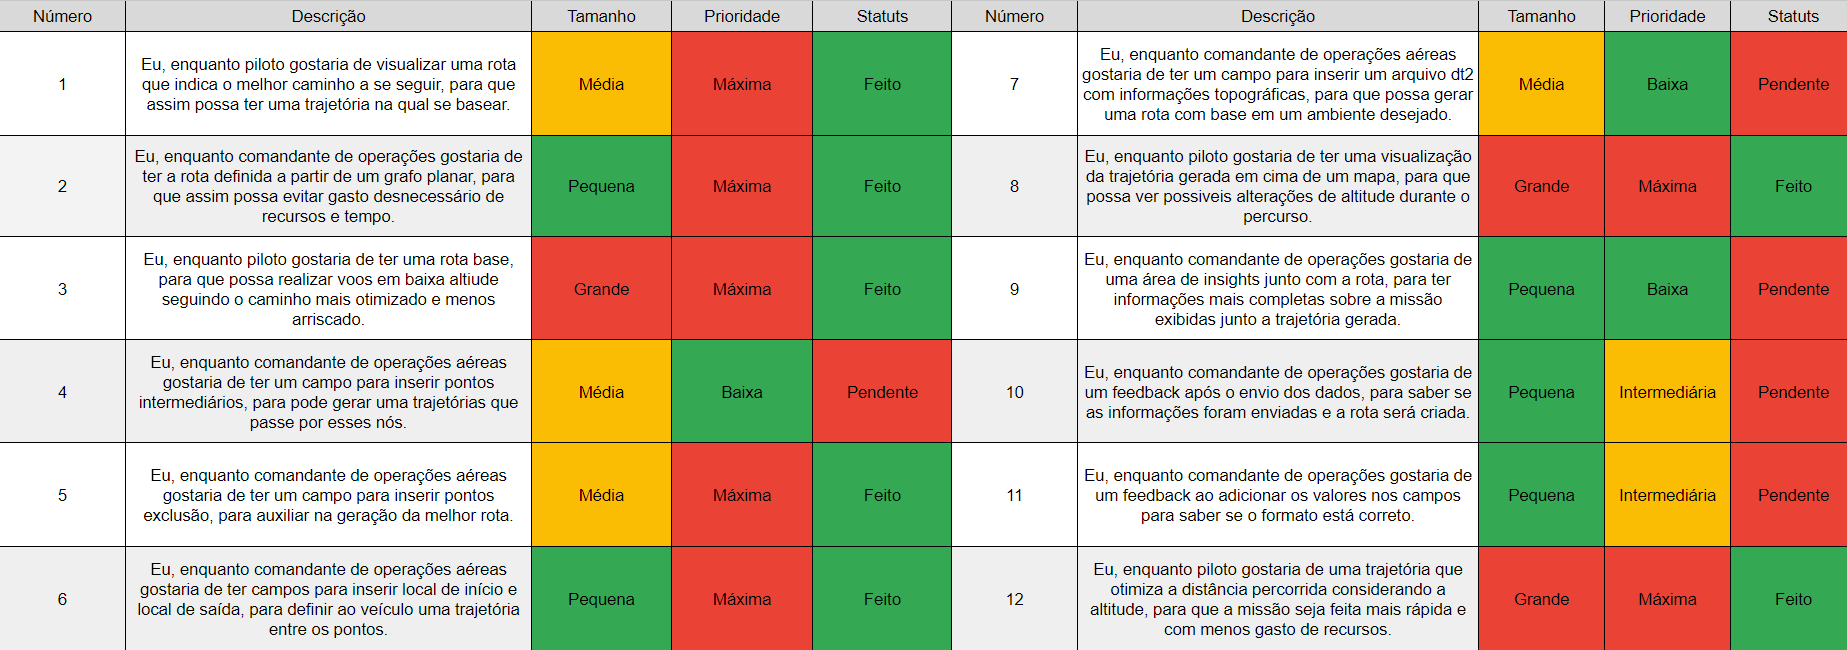 Número Descrição Tamanho Prioridade Statuts Número Descrição Tamanho Prioridade Statuts
1
Eu, enquanto piloto gostaria de visualizar uma rota
que indica o melhor caminho a se seguir, para que
assim possa ter uma trajetória na qual se basear.
Média
Máxima
Feito
7
Eu, enquanto comandante de operações aéreas
gostaria de ter um campo para inserir um arquivo dt2
com informações topográficas, para que possa gerar
uma rota com base em um ambiente desejado.
Média
Baixa
Pendente
2
Eu, enquanto comandante de operações gostaria de
ter a rota definida a partir de um grafo planar, para
que assim possa evitar gasto desnecessário de
recursos e tempo.
Pequena
Máxima
Feito
8
Eu, enquanto piloto gostaria de ter uma visualização
da trajetória gerada em cima de um mapa, para que
possa ver possiveis alterações de altitude durante o
percurso.
Grande
Máxima
Feito
3
Eu, enquanto piloto gostaria de ter uma rota base,
para que possa realizar voos em baixa altiude
seguindo o caminho mais otimizado e menos
arriscado.
Grande
Máxima
Feito
9
Eu, enquanto comandante de operações gostaria de
uma área de insights junto com a rota, para ter
informações mais completas sobre a missão
exibidas junto a trajetória gerada.
Pequena
Baixa
Pendente
4
Eu, enquanto comandante de operações aéreas
gostaria de ter um campo para inserir pontos
intermediários, para pode gerar uma trajetórias que
passe por esses nós.
Média
Baixa
Pendente
10
Eu, enquanto comandante de operações gostaria de
um feedback após o envio dos dados, para saber se
as informações foram enviadas e a rota será criada.
Pequena
Intermediária
Pendente
5
Eu, enquanto comandante de operações aéreas
gostaria de ter um campo para inserir pontos
exclusão, para auxiliar na geração da melhor rota.
Média
Máxima
Feito
11
Eu, enquanto comandante de operações gostaria de
um feedback ao adicionar os valores nos campos
para saber se o formato está correto.
Pequena
Intermediária
Pendente
6
Eu, enquanto comandante de operações aéreas
gostaria de ter campos para inserir local de início e
local de saída, para definir ao veículo uma trajetória
entre os pontos.
Pequena
Máxima
Feito
12
Eu, enquanto piloto gostaria de uma trajetória que
otimiza a distância percorrida considerando a
altitude, para que a missão seja feita mais rápida e
com menos gasto de recursos.
Grande
Máxima
Feito